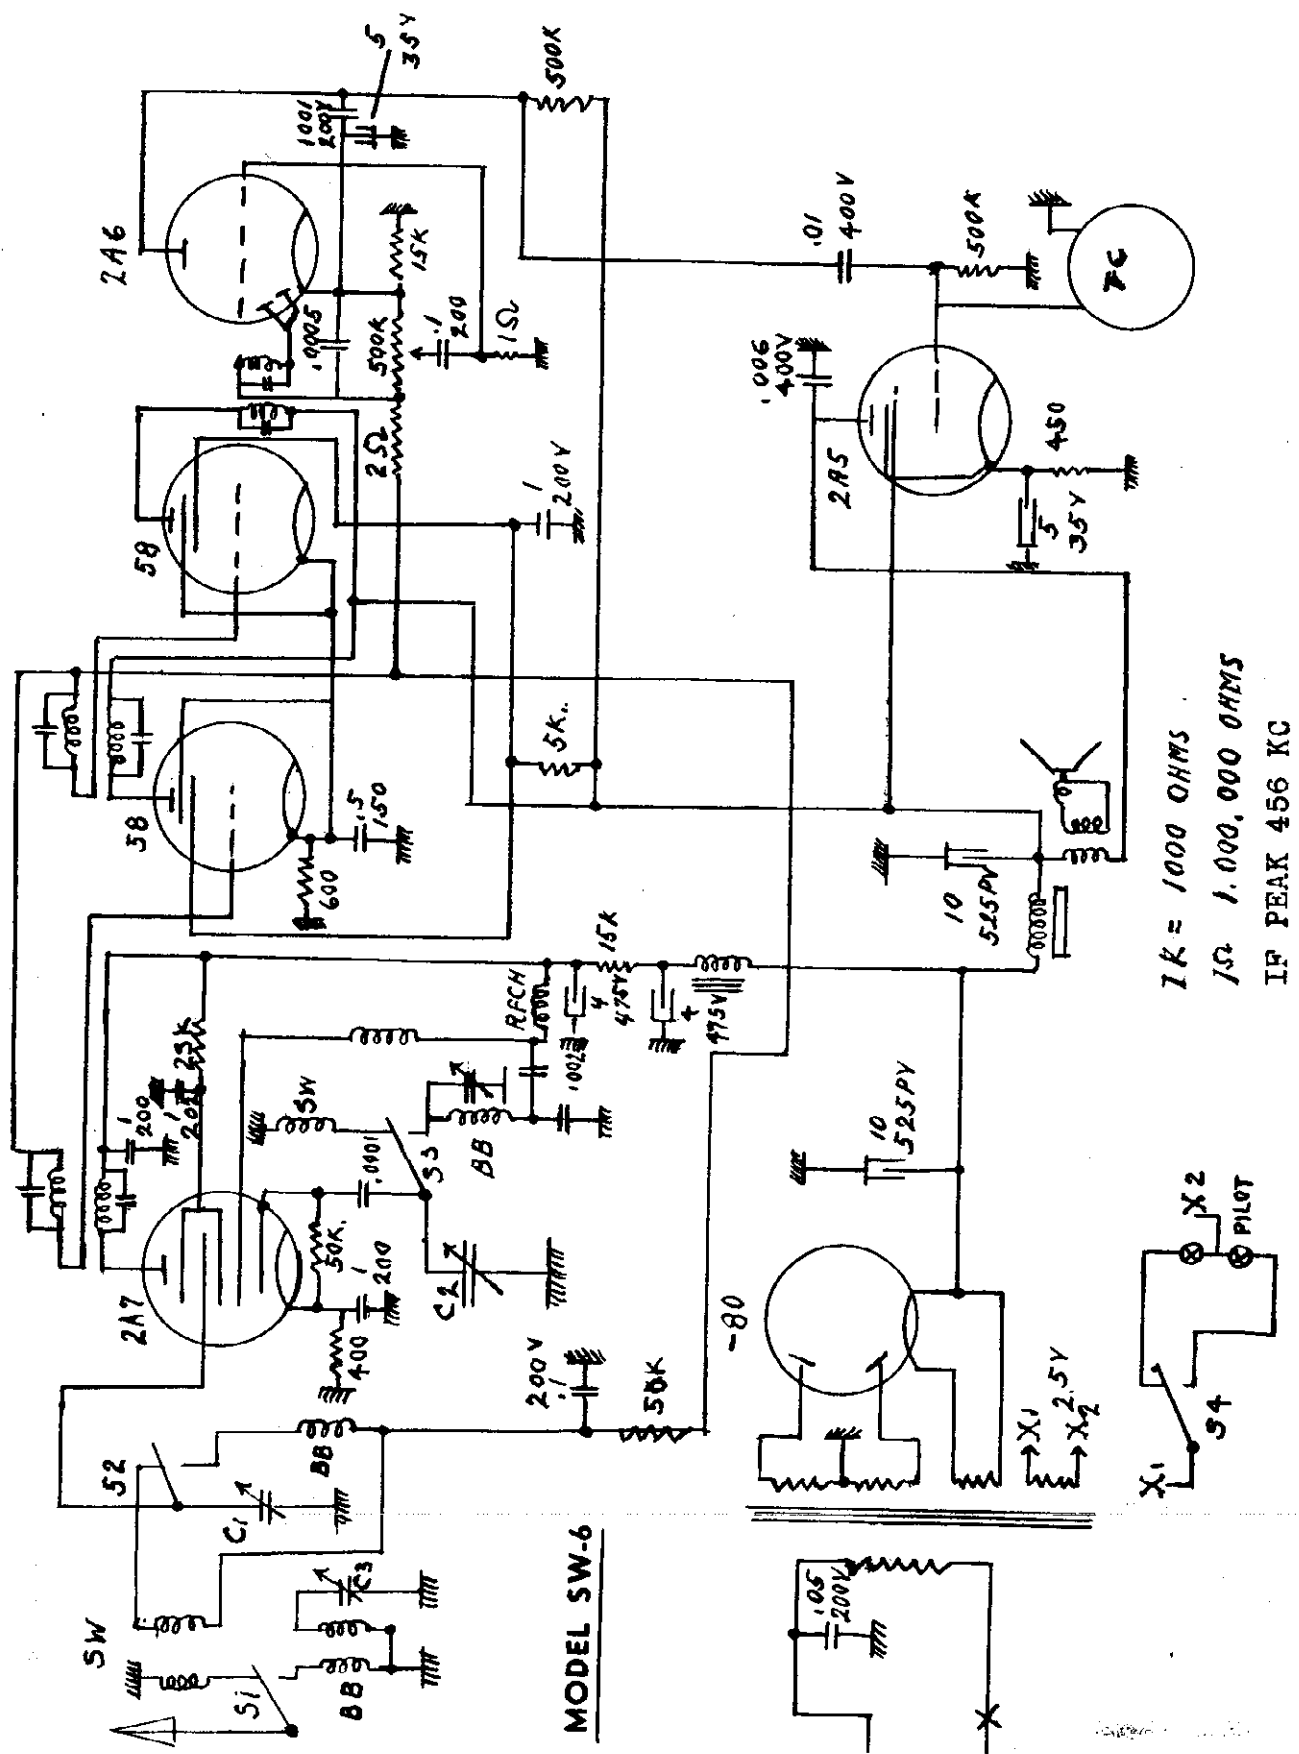 SW
S1
BB
C3
S2
C1
BB
2A7
400
.1
200
50K.
.0001
C2
S3
SW
BB
.1
200
25K
RFCH
15K
4
475V
4
475V
58
600
.5
150
58
2A6
.0005
500K
15K
.1
200
1Ω
2Ω
5
35V
500K
.1
200V
5K.
200V
.1
50K
-80
10
525PV
10
525PV
2A5
.006
400V
.01
400V
500K
450
5
35V
TC
X1
X2
2.5V
X1
S4
X2
PILOT
.05
200V
X
MODEL SW-6
1K = 1000 OHMS
1Ω 1.000.000 OHMS
IF PEAK 456 KC